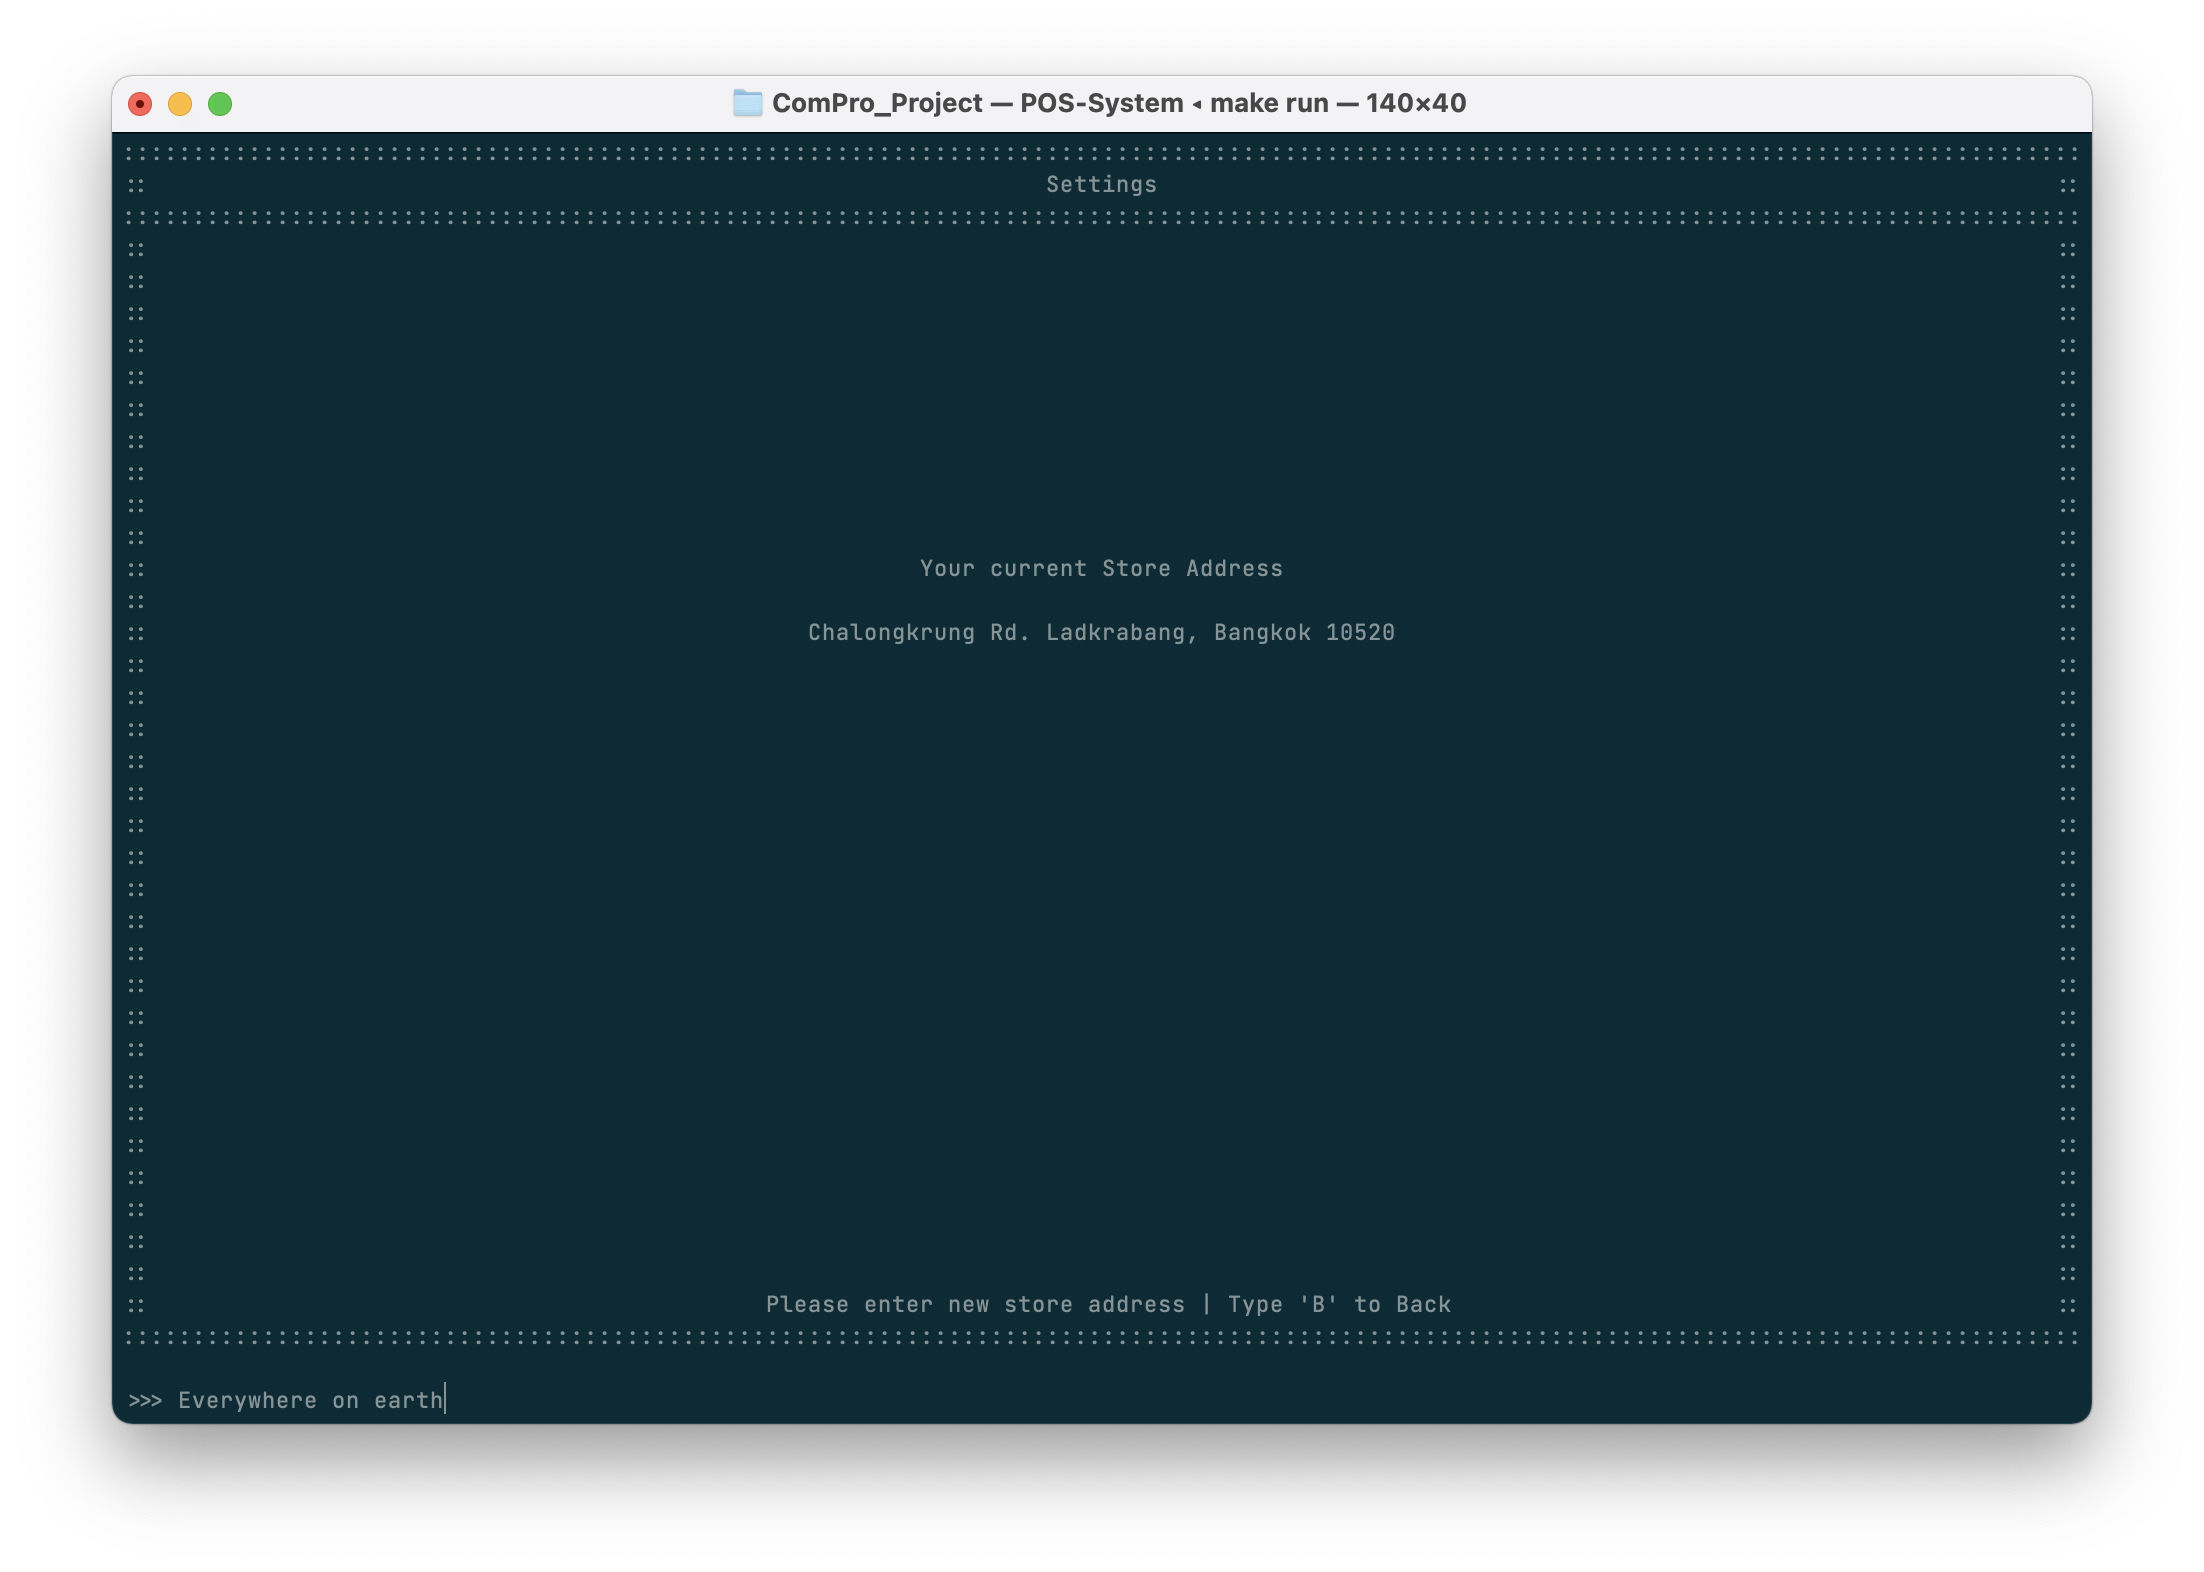 ComPro_Project — POS-System ◂ make run — 140×40
::::::::::::::::::::::::::::::::::::::::::::::::::::::::::::::::::::::::::::::::::::::::::::::::::::::::::::::::::::::::::::::::::::::::::::
:: Settings ::
::::::::::::::::::::::::::::::::::::::::::::::::::::::::::::::::::::::::::::::::::::::::::::::::::::::::::::::::::::::::::::::::::::::::::::
:: Your current Store Address ::
:: Chalongkrung Rd. Ladkrabang, Bangkok 10520 ::
:: Please enter new store address | Type 'B' to Back ::
::::::::::::::::::::::::::::::::::::::::::::::::::::::::::::::::::::::::::::::::::::::::::::::::::::::::::::::::::::::::::::::::::::::::::::
>>> Everywhere on earth